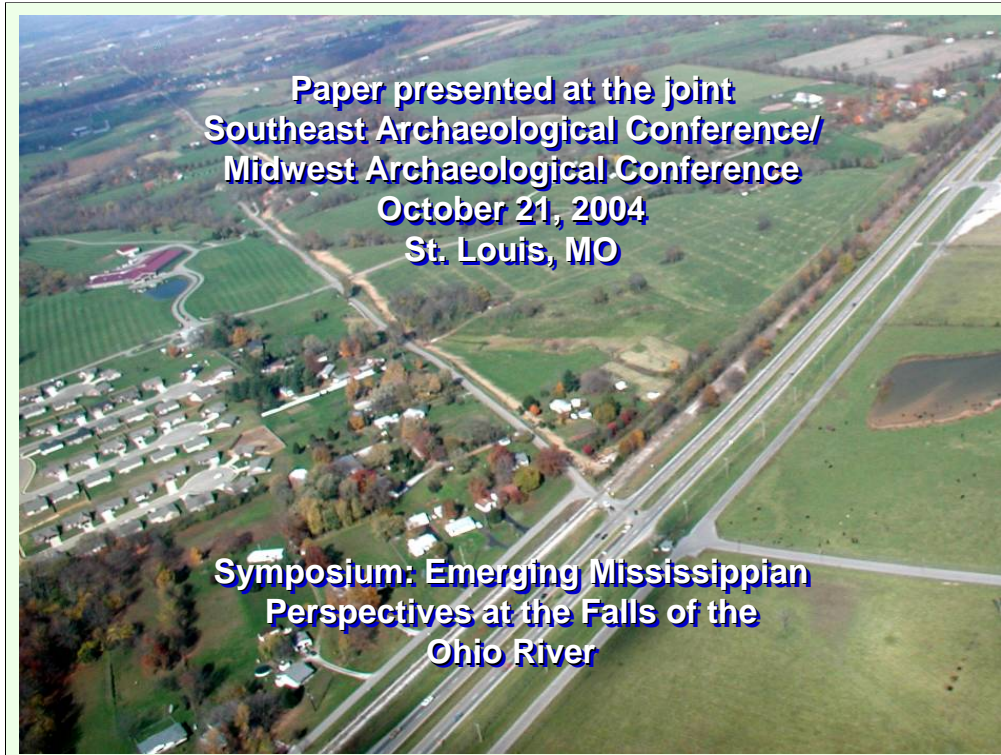 Paper presented at the joint
Southeast Archaeological Conference/
Midwest Archaeological Conference
October 21, 2004
St. Louis, MO
Symposium: Emerging Mississippian
Perspectives at the Falls of the
Ohio River